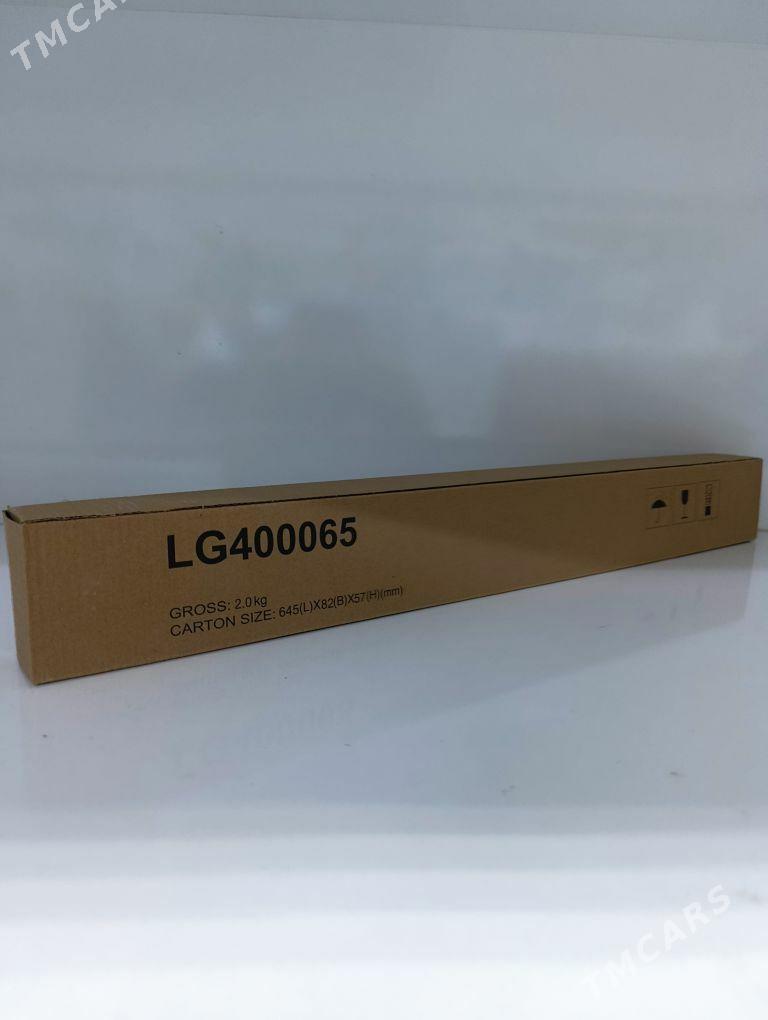 TMCARS
LG400065
GROSS: 2.0kg
CARTON SIZE: 645(L)X82(B)X57(H)(mm)
TMCARS